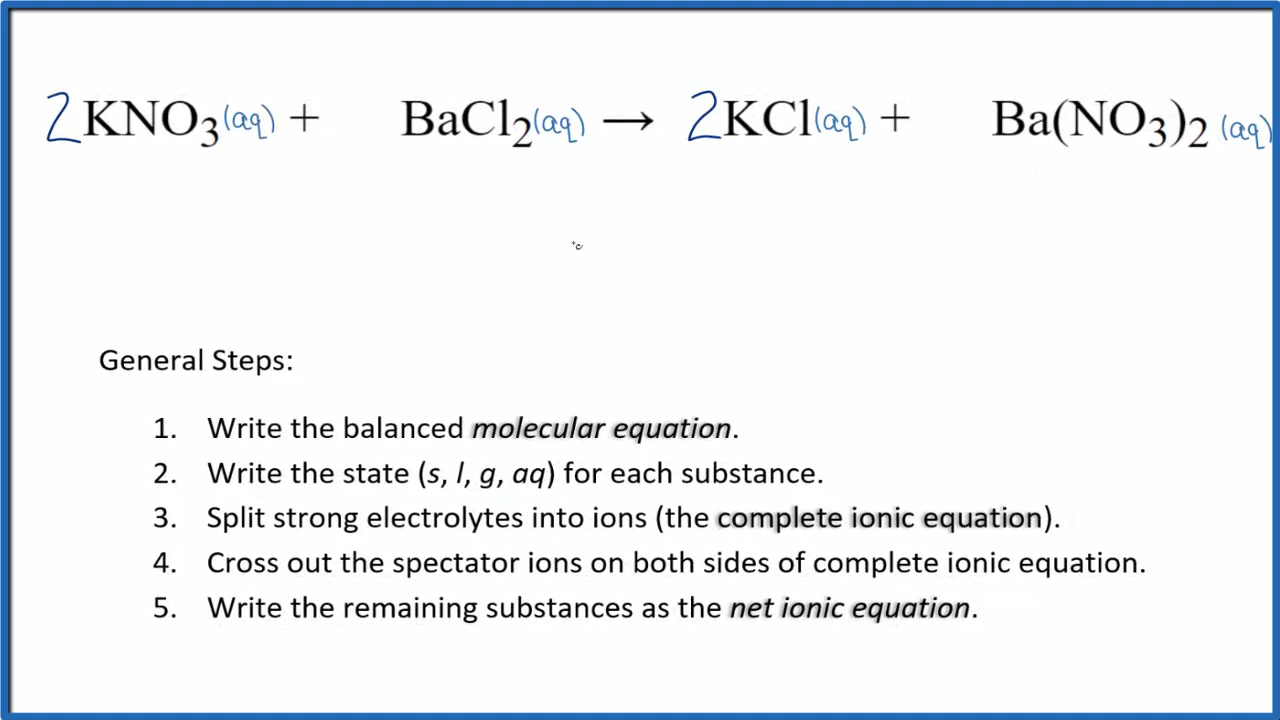 2KNO₃(aq) + BaCl₂(aq) → 2KCl(aq) + Ba(NO₃)₂(aq)
General Steps:
1. Write the balanced molecular equation.
2. Write the state (s, l, g, aq) for each substance.
3. Split strong electrolytes into ions (the complete ionic equation).
4. Cross out the spectator ions on both sides of complete ionic equation.
5. Write the remaining substances as the net ionic equation.